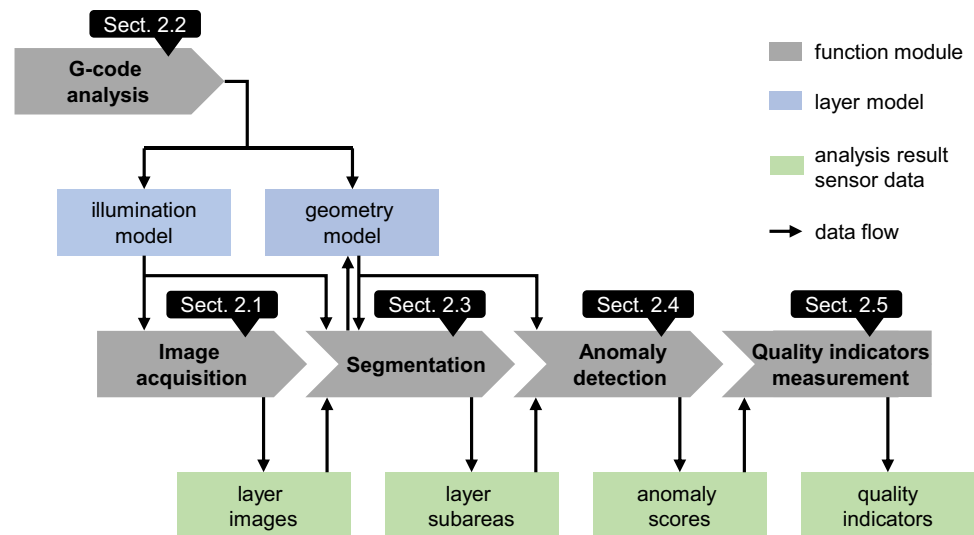 Sect. 2.2
G-code
analysis
function module
layer model
analysis result
sensor data
data flow
illumination
model
geometry
model
Sect. 2.1
Sect. 2.3
Sect. 2.4
Sect. 2.5
Image
acquisition
Segmentation
Anomaly
detection
Quality indicators
measurement
layer
images
layer
subareas
anomaly
scores
quality
indicators